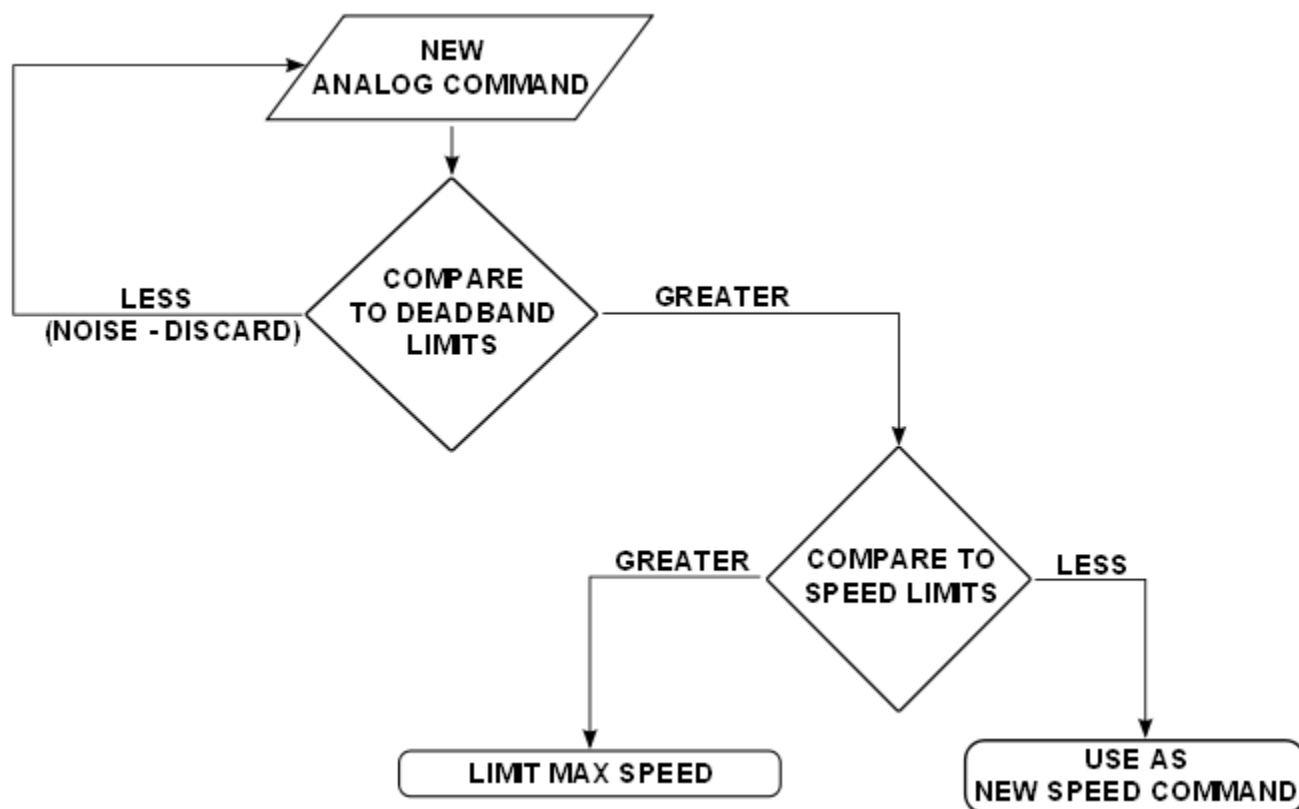 NEW
ANALOG COMMAND
COMPARE
TO DEADBAND
LIMITS
LESS
(NOISE - DISCARD)
GREATER
COMPARE TO
SPEED LIMITS
GREATER
LESS
LIMIT MAX SPEED
USE AS
NEW SPEED COMMAND